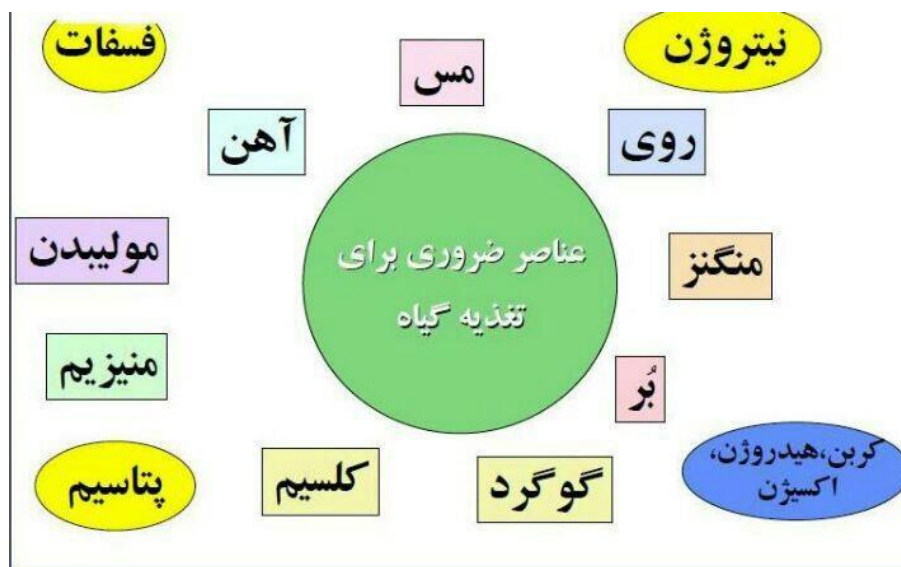 نیتروژن
مس
فسفات
روی
آهن
منگنز
عناصر ضروری برای
تغذیه گیاه
مولیبدن
بُر
منیزیم
کربن،هیدروژن،
اکسیژن
گوگرد
کلسیم
پتاسیم